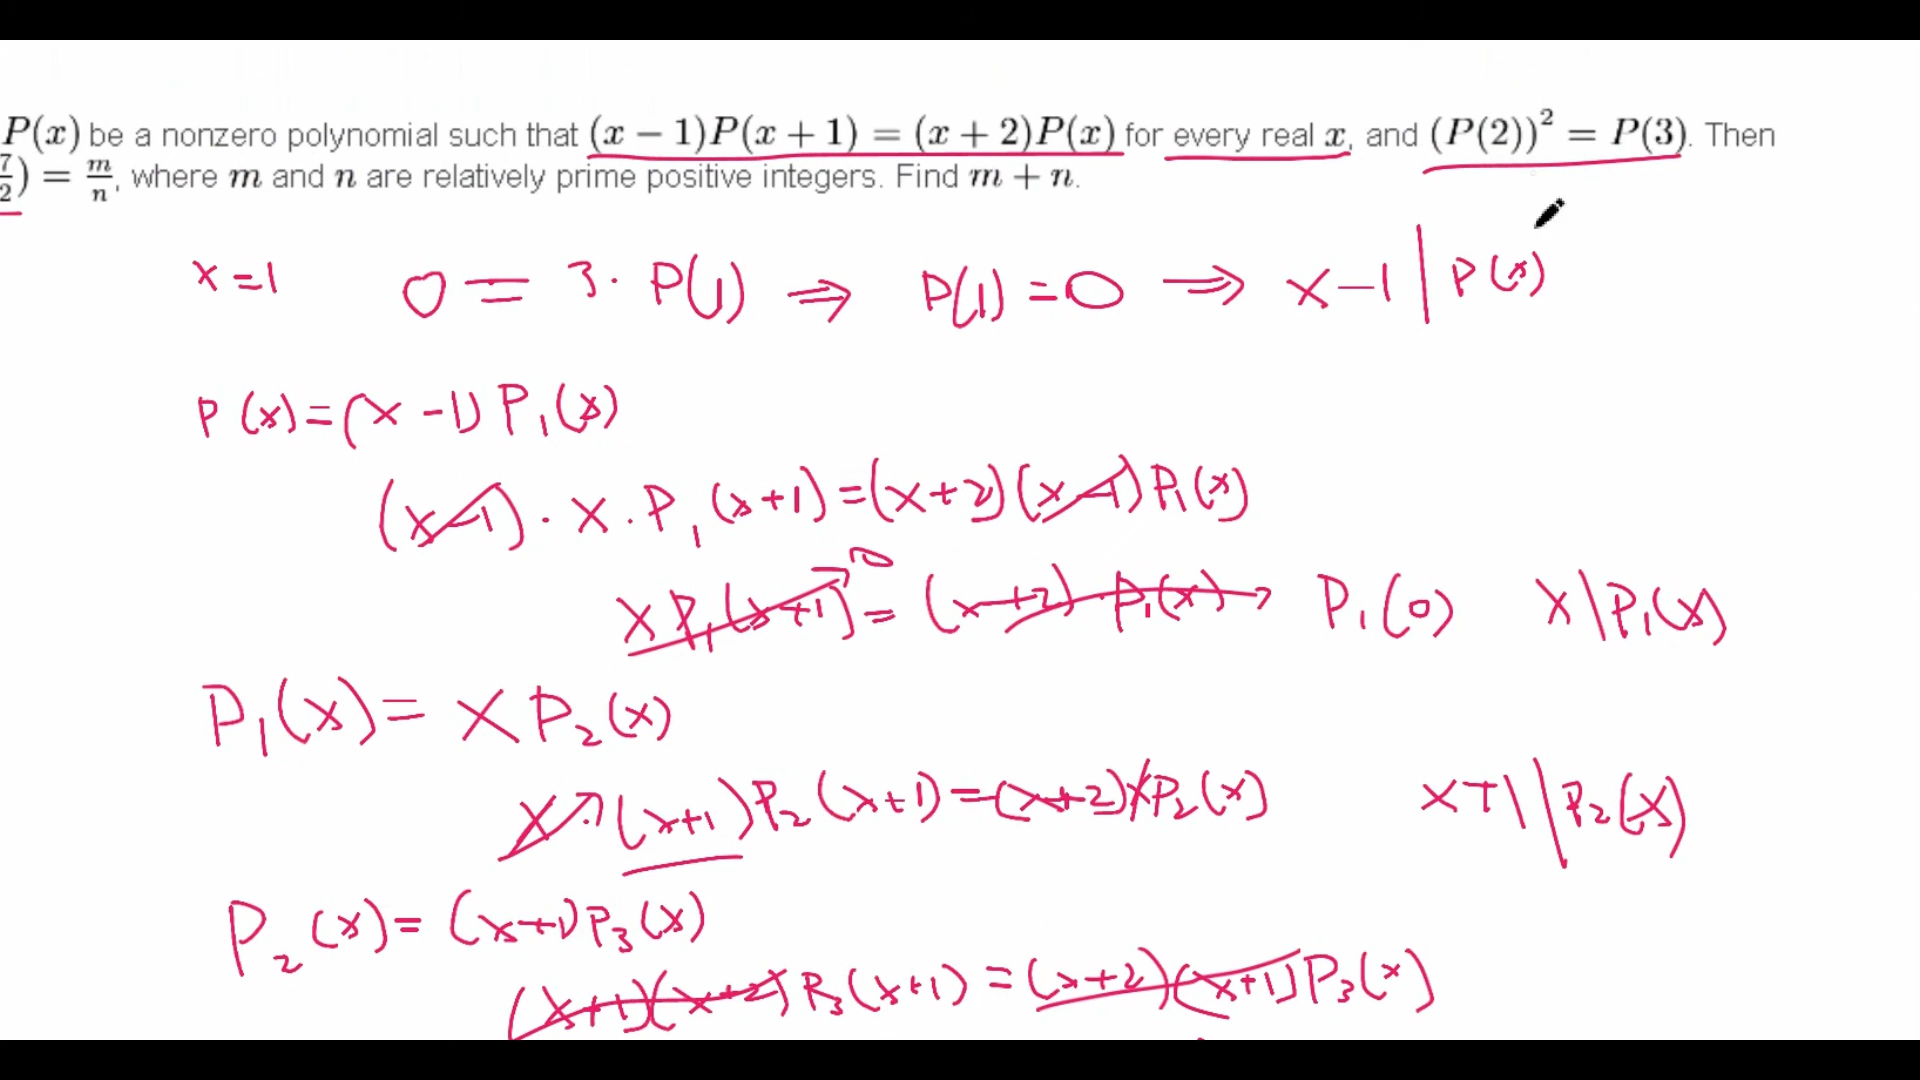 P(x) be a nonzero polynomial such that (x − 1)P(x + 1) = (x + 2)P(x) for every real x, and (P(2))² = P(3). Then
7/2) = m/n, where m and n are relatively prime positive integers. Find m + n.
x = 1 0 = 3 · P(1) ⇒ P(1) = 0 ⇒ x − 1 | P(x)
P(x) = (x − 1) P₁(x)
(x − 1) · x · P₁(x + 1) = (x + 2)(x − 1) P₁(x)
x P₁(x + 1) = (x + 2) · P₁(x) P₁(0) x | P₁(x)
P₁(x) = x P₂(x)
x · (x + 1) P₂(x + 1) = (x + 2) x P₂(x) x + 1 | P₂(x)
P₂(x) = (x + 1) P₃(x)
(x + 1)(x + 2) P₃(x + 1) = (x + 2)(x + 1) P₃(x)